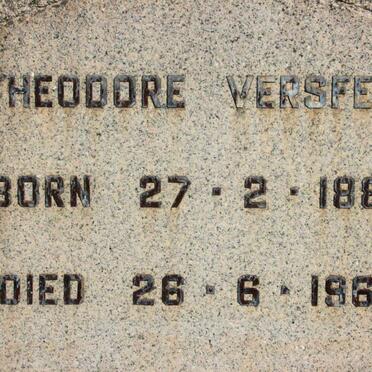 THEODORE VERSFE
BORN 27 · 2 · 188
DIED 26 · 6 · 196